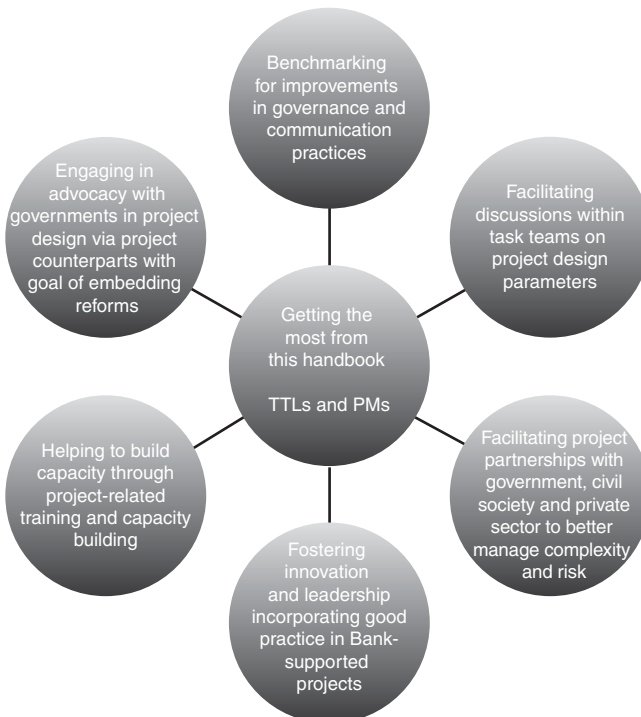 Benchmarking
for improvements
in governance and
communication
practices
Engaging in
advocacy with
governments in project
design via project
counterparts with
goal of embedding
reforms
Facilitating
discussions within
task teams on
project design
parameters
Getting the
most from
this handbook
TTLs and PMs
Helping to build
capacity through
project-related
training and capacity
building
Facilitating project
partnerships with
government, civil
society and private
sector to better
manage complexity
and risk
Fostering
innovation
and leadership
incorporating good
practice in Bank-
supported
projects